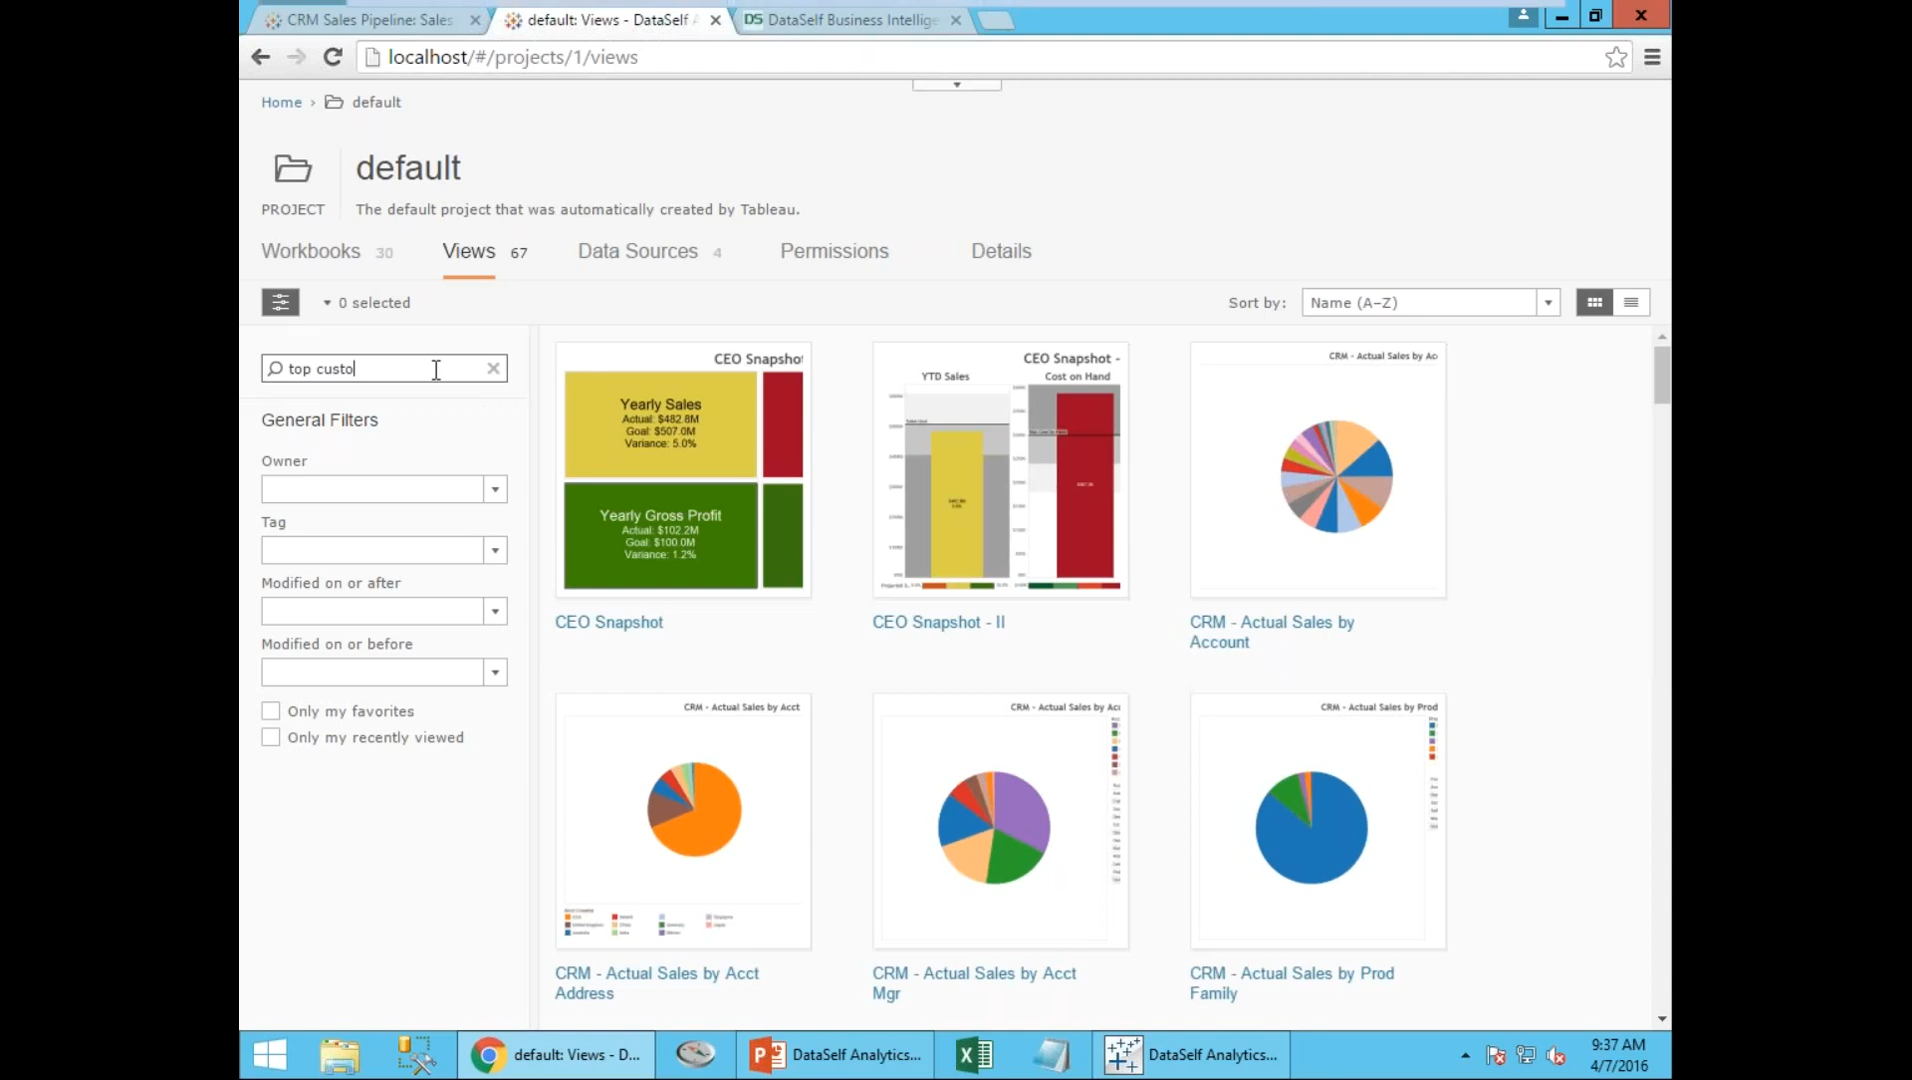 CRM Sales Pipeline: Sales
default: Views - DataSelf A
DS DataSelf Business Intellige
localhost/#/projects/1/views
Home › default
default
PROJECT
The default project that was automatically created by Tableau.
Workbooks 30
Views 67
Data Sources 4
Permissions
Details
0 selected
Sort by:
Name (A–Z)
top custo
General Filters
Owner
Tag
Modified on or after
Modified on or before
Only my favorites
Only my recently viewed
CEO Snapshot
Yearly Sales
Actual: $482.8M
Goal: $507.0M
Variance: 5.0%
Yearly Gross Profit
Actual: $102.2M
Goal: $100.0M
Variance: 1.2%
CEO Snapshot
CEO Snapshot -
YTD Sales
Cost on Hand
CEO Snapshot - II
CRM - Actual Sales by Ac
CRM - Actual Sales by
Account
CRM - Actual Sales by Acct
CRM - Actual Sales by Acct
Address
CRM - Actual Sales by Acc
CRM - Actual Sales by Acct
Mgr
CRM - Actual Sales by Prod
CRM - Actual Sales by Prod
Family
default: Views - D...
DataSelf Analytics...
DataSelf Analytics...
9:37 AM
4/7/2016